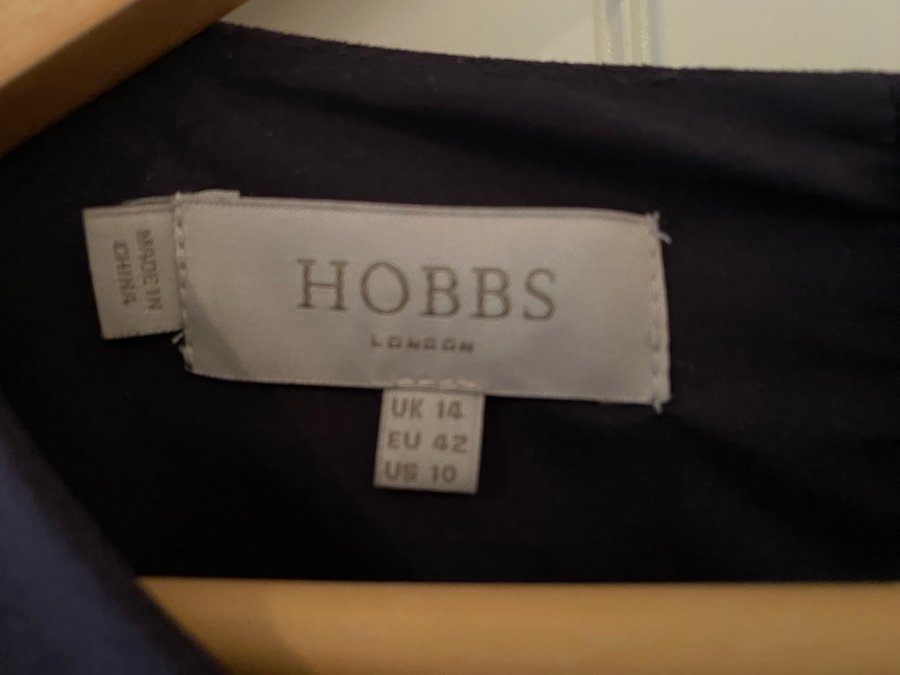 HOBBS
LONDON
UK 14
EU 42
US 10
MADE IN
CHINA